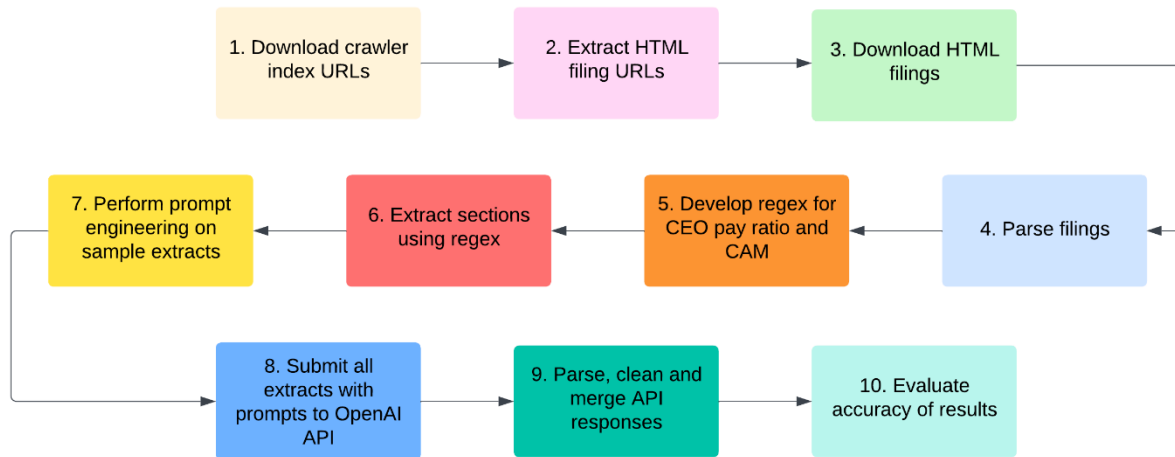 1. Download crawler
index URLs
2. Extract HTML
filing URLs
3. Download HTML
filings
4. Parse filings
5. Develop regex for
CEO pay ratio and
CAM
6. Extract sections
using regex
7. Perform prompt
engineering on
sample extracts
8. Submit all
extracts with
prompts to OpenAI
API
9. Parse, clean and
merge API
responses
10. Evaluate
accuracy of results